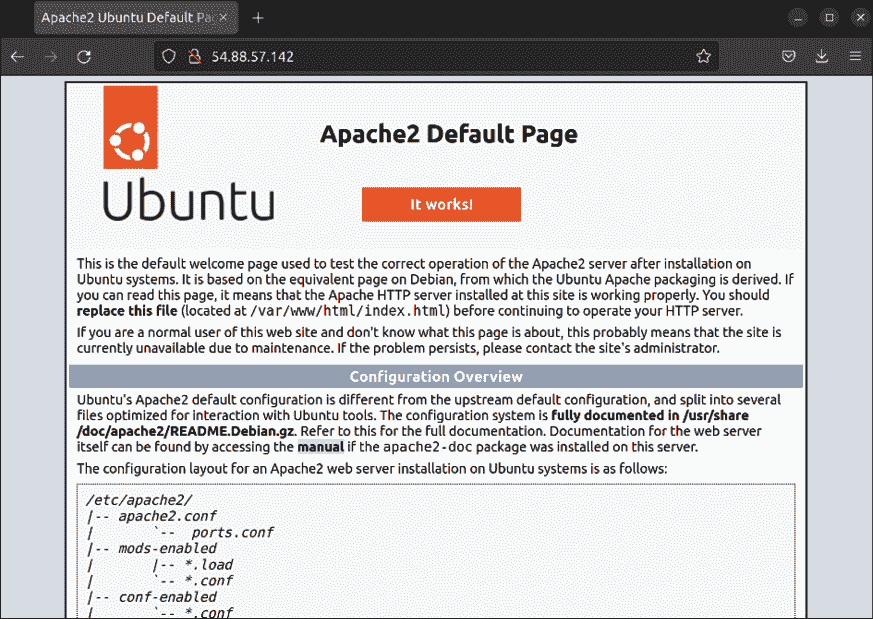 Apache2 Ubuntu Default Pa
54.88.57.142
Apache2 Default Page
Ubuntu
It works!
This is the default welcome page used to test the correct operation of the Apache2 server after installation on
Ubuntu systems. It is based on the equivalent page on Debian, from which the Ubuntu Apache packaging is derived. If
you can read this page, it means that the Apache HTTP server installed at this site is working properly. You should
replace this file (located at /var/www/html/index.html) before continuing to operate your HTTP server.
If you are a normal user of this web site and don't know what this page is about, this probably means that the site is
currently unavailable due to maintenance. If the problem persists, please contact the site's administrator.
Configuration Overview
Ubuntu's Apache2 default configuration is different from the upstream default configuration, and split into several
files optimized for interaction with Ubuntu tools. The configuration system is fully documented in /usr/share
/doc/apache2/README.Debian.gz. Refer to this for the full documentation. Documentation for the web server
itself can be found by accessing the manual if the apache2-doc package was installed on this server.
The configuration layout for an Apache2 web server installation on Ubuntu systems is as follows:
/etc/apache2/
|-- apache2.conf
|       `--  ports.conf
|-- mods-enabled
|       |-- *.load
|       `-- *.conf
|-- conf-enabled
|       `-- *.conf